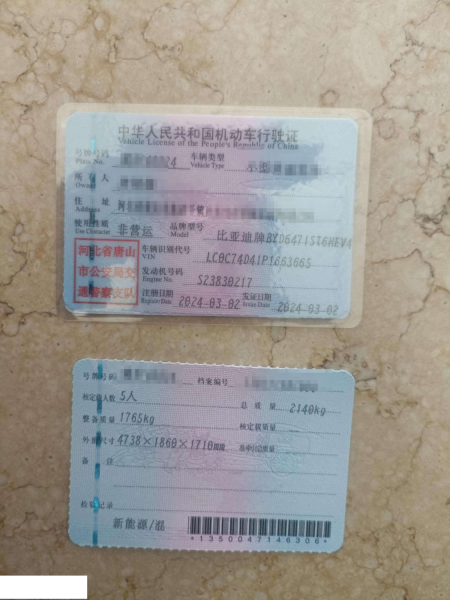 中华人民共和国机动车行驶证
Vehicle License of the People's Republic of China
号牌号码
Plate No.
24
车辆类型
Vehicle Type
小型
所有人
Owner
住址
Address
使用性质
Use Character
非营运
品牌型号
Model
比亚迪牌BYD6471ST6HEV4
河北省唐山
市公安局交
通警察支队
车辆识别代号
VIN
LC0C74D41P1663665
发动机号码
Engine No.
S23830217
注册日期
Register Date
2024-03-02
发证日期
Issue Date
2024-03-02
号牌号码
档案编号
核定载人数
5人
总质量
2140kg
整备质量
1765kg
核定载质量
外廓尺寸
4738×1860×1710mm
备注
检验记录
新能源/混
*1350047146306*